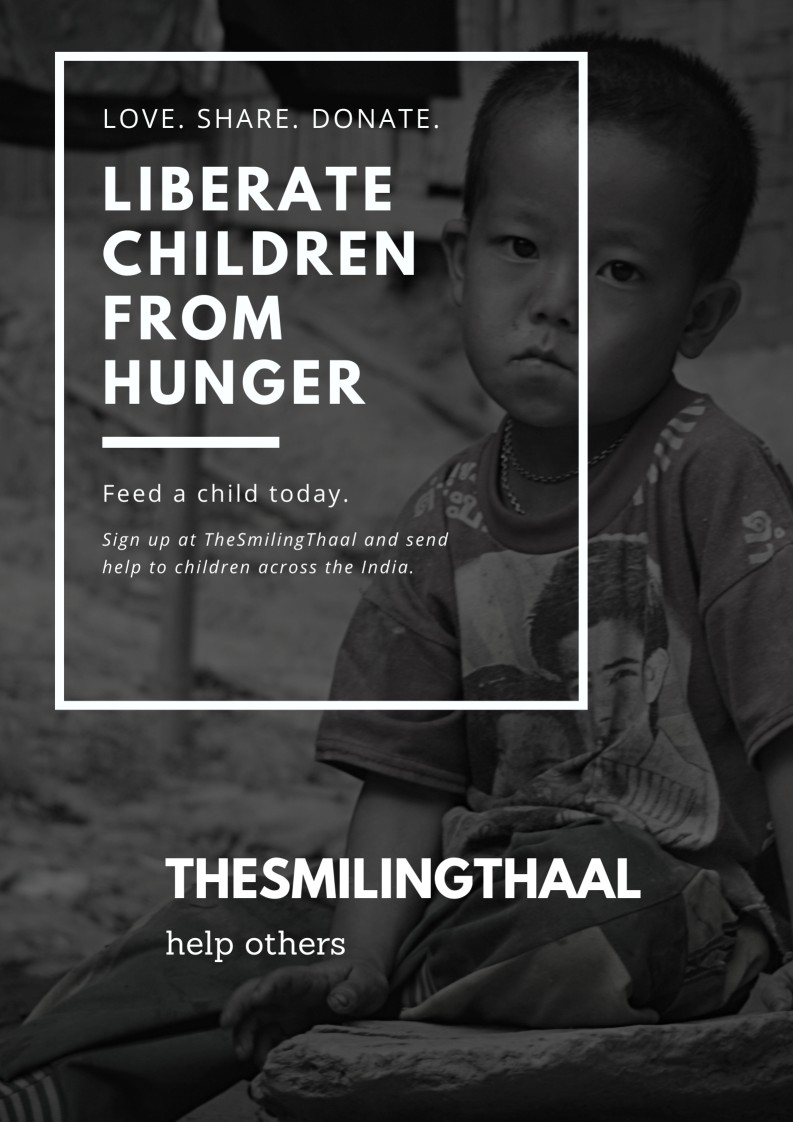 LOVE. SHARE. DONATE.
LIBERATE
CHILDREN
FROM
HUNGER
Feed a child today.
Sign up at TheSmilingThaal and send
help to children across the India.
THESMILINGTHAAL
help others